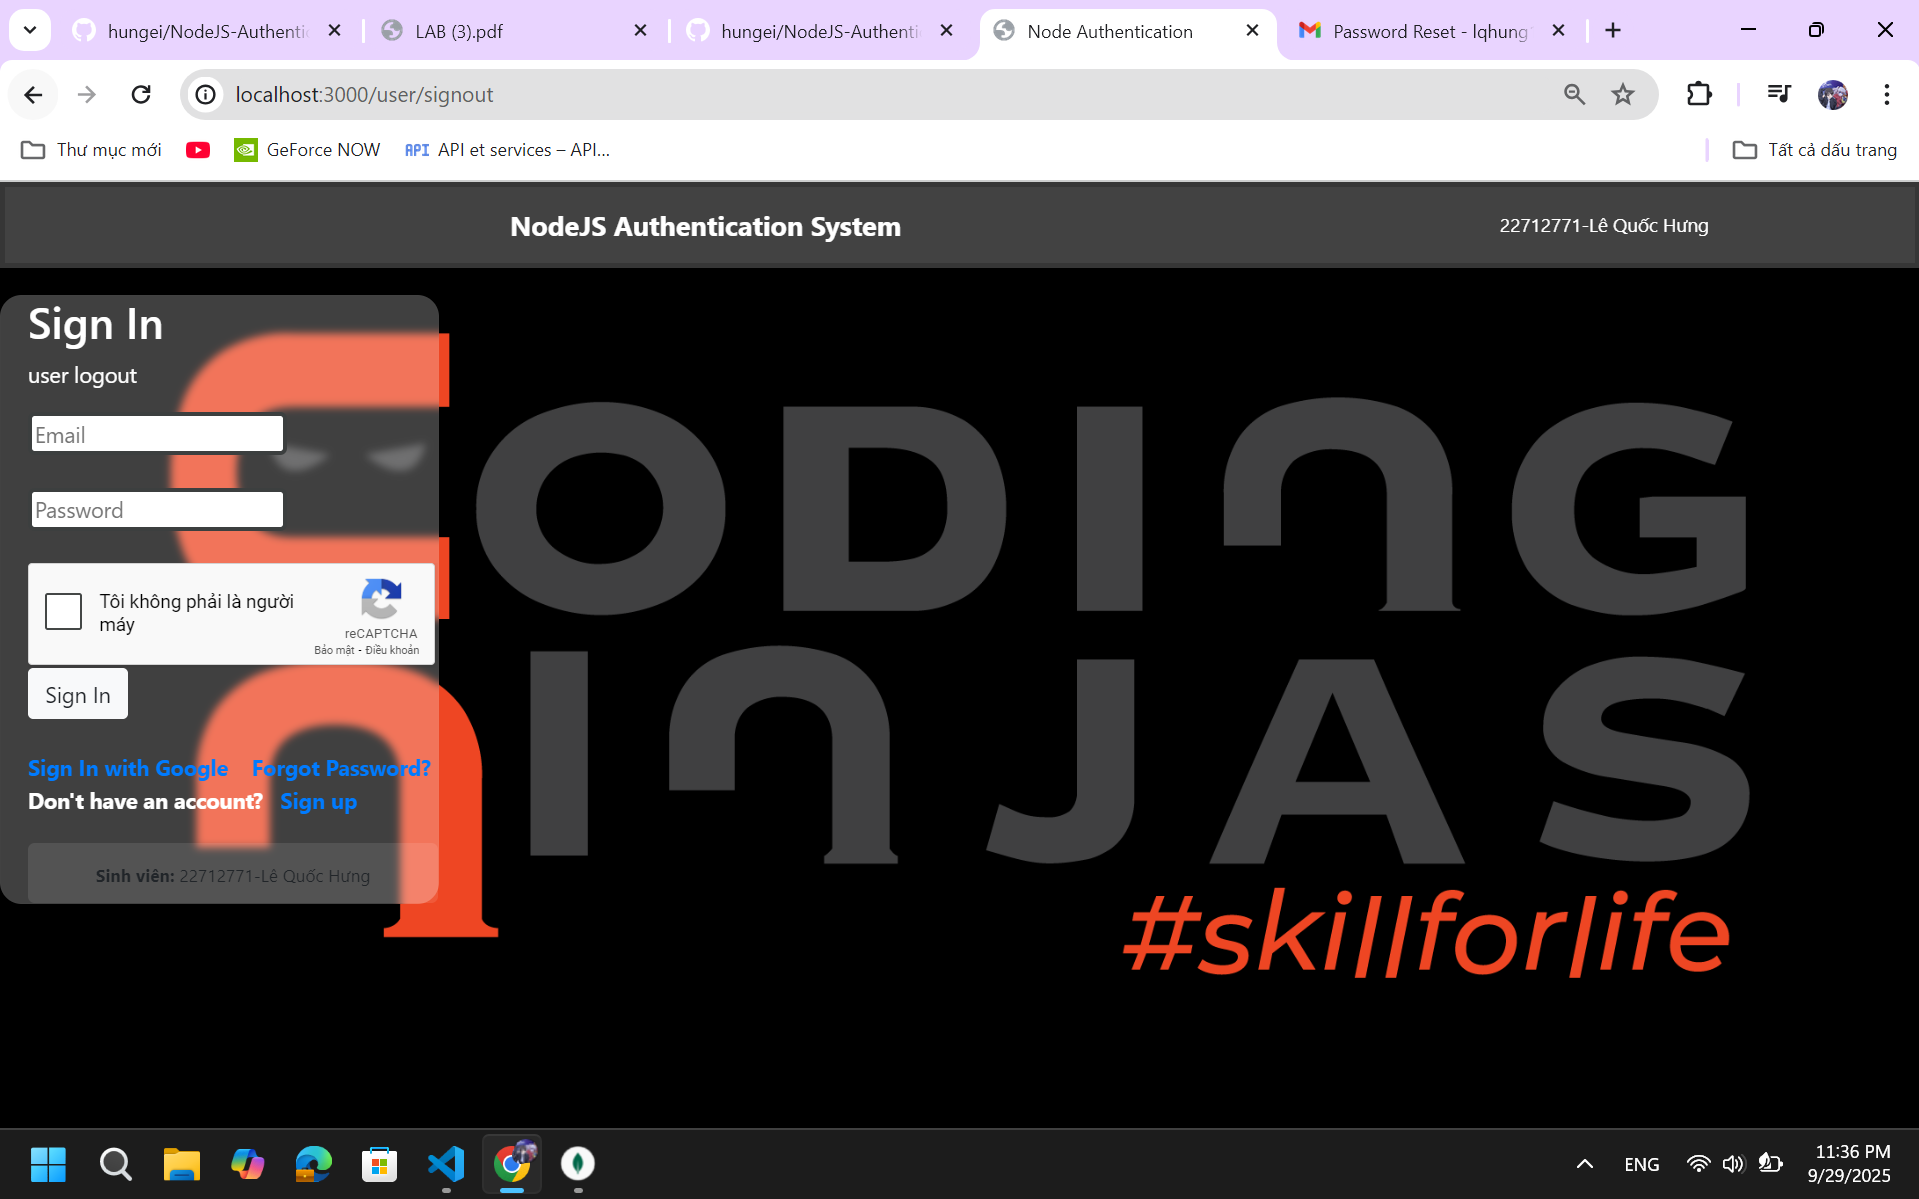 hungei/NodeJS-Authentic
LAB (3).pdf
hungei/NodeJS-Authenti
Node Authentication
Password Reset - lqhung
localhost:3000/user/signout
Thư mục mới
GeForce NOW
API
API et services – API...
Tất cả dấu trang
NodeJS Authentication System
22712771-Lê Quốc Hưng
Sign In
user logout
Email
Password
Tôi không phải là người
máy
reCAPTCHA
Bảo mật - Điều khoản
Sign In
Sign In with Google
Forgot Password?
Don't have an account? Sign up
Sinh viên: 22712771-Lê Quốc Hưng
CODING
NINJAS
#skillforlife
ENG
11:36 PM
9/29/2025